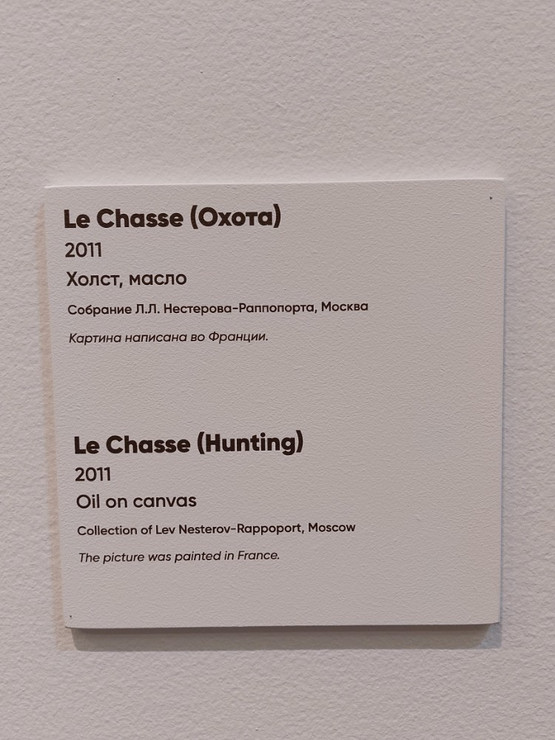 Le Chasse (Охота)
2011
Холст, масло
Собрание Л.Л. Нестерова-Раппопорта, Москва
Картина написана во Франции.
Le Chasse (Hunting)
2011
Oil on canvas
Collection of Lev Nesterov-Rappoport, Moscow
The picture was painted in France.